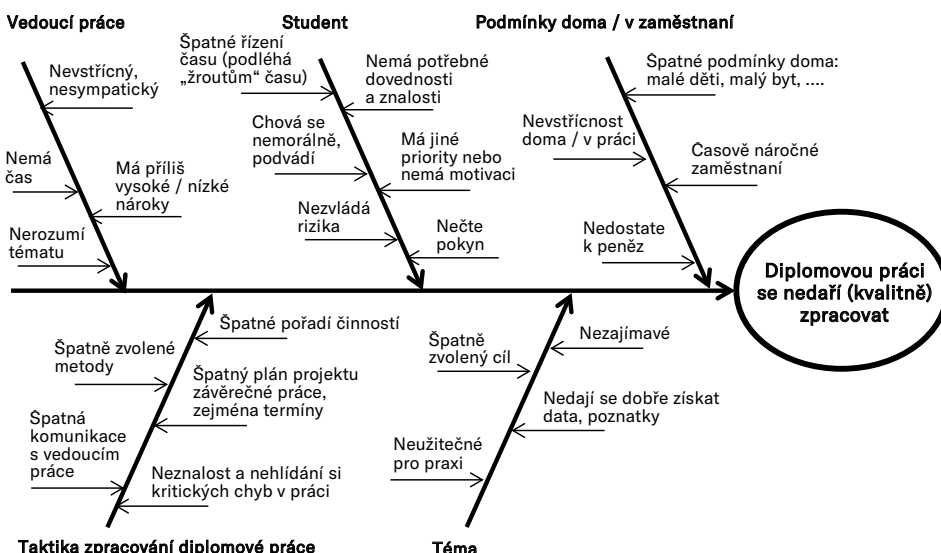 Vedoucí práce
Student
Podmínky doma / v zaměstnaní
Nevstřícný,
nesympatický
Nemá
čas
Má příliš
vysoké / nízké
nároky
Nerozumí
tématu
Špatné řízení
času (podléhá
„žroutům“ času)
Nemá potřebné
dovednosti
a znalosti
Chová se
nemorálně,
podvádí
Má jiné
priority nebo
nemá motivaci
Nezvládá
rizika
Nečte
pokyn
Špatné podmínky doma:
malé děti, malý byt, ....
Nevstřícnost
doma / v práci
Časově náročné
zaměstnaní
Nedostate
k peněz
Diplomovou práci
se nedaří (kvalitně)
zpracovat
Špatné pořadí činností
Špatně zvolené
metody
Špatný plán projektu
závěrečné práce,
zejména termíny
Špatná
komunikace
s vedoucím
práce
Neznalost a nehlídání si
kritických chyb v práci
Nezajímavé
Špatně
zvolený cíl
Nedají se dobře získat
data, poznatky
Neužitečné
pro praxi
Taktika zpracování diplomové práce
Téma